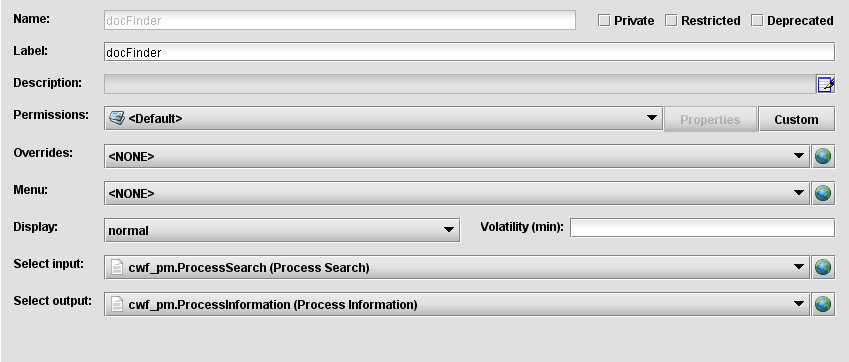 Name: docFinder Private Restricted Deprecated
Label: docFinder
Description:
Permissions: <Default> Properties Custom
Overrides: <NONE>
Menu: <NONE>
Display: normal Volatility (min):
Select input: cwf_pm.ProcessSearch (Process Search)
Select output: cwf_pm.ProcessInformation (Process Information)